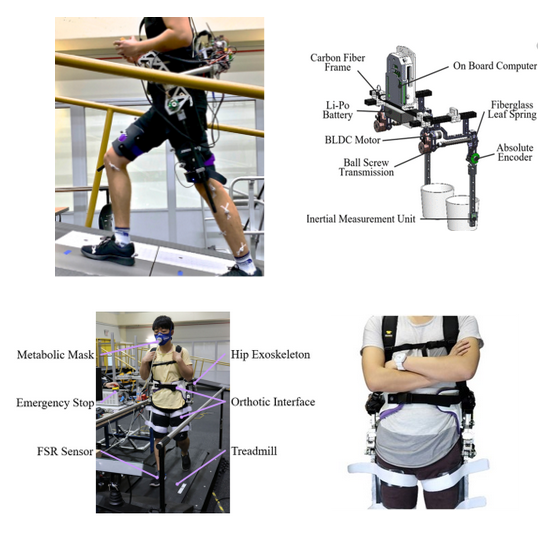 Carbon Fiber
Frame
On Board Computer
Li-Po
Battery
Fiberglass
Leaf Spring
BLDC Motor
Absolute
Encoder
Ball Screw
Transmission
Inertial Measurement Unit
Metabolic Mask
Hip Exoskeleton
Emergency Stop
Orthotic Interface
FSR Sensor
Treadmill